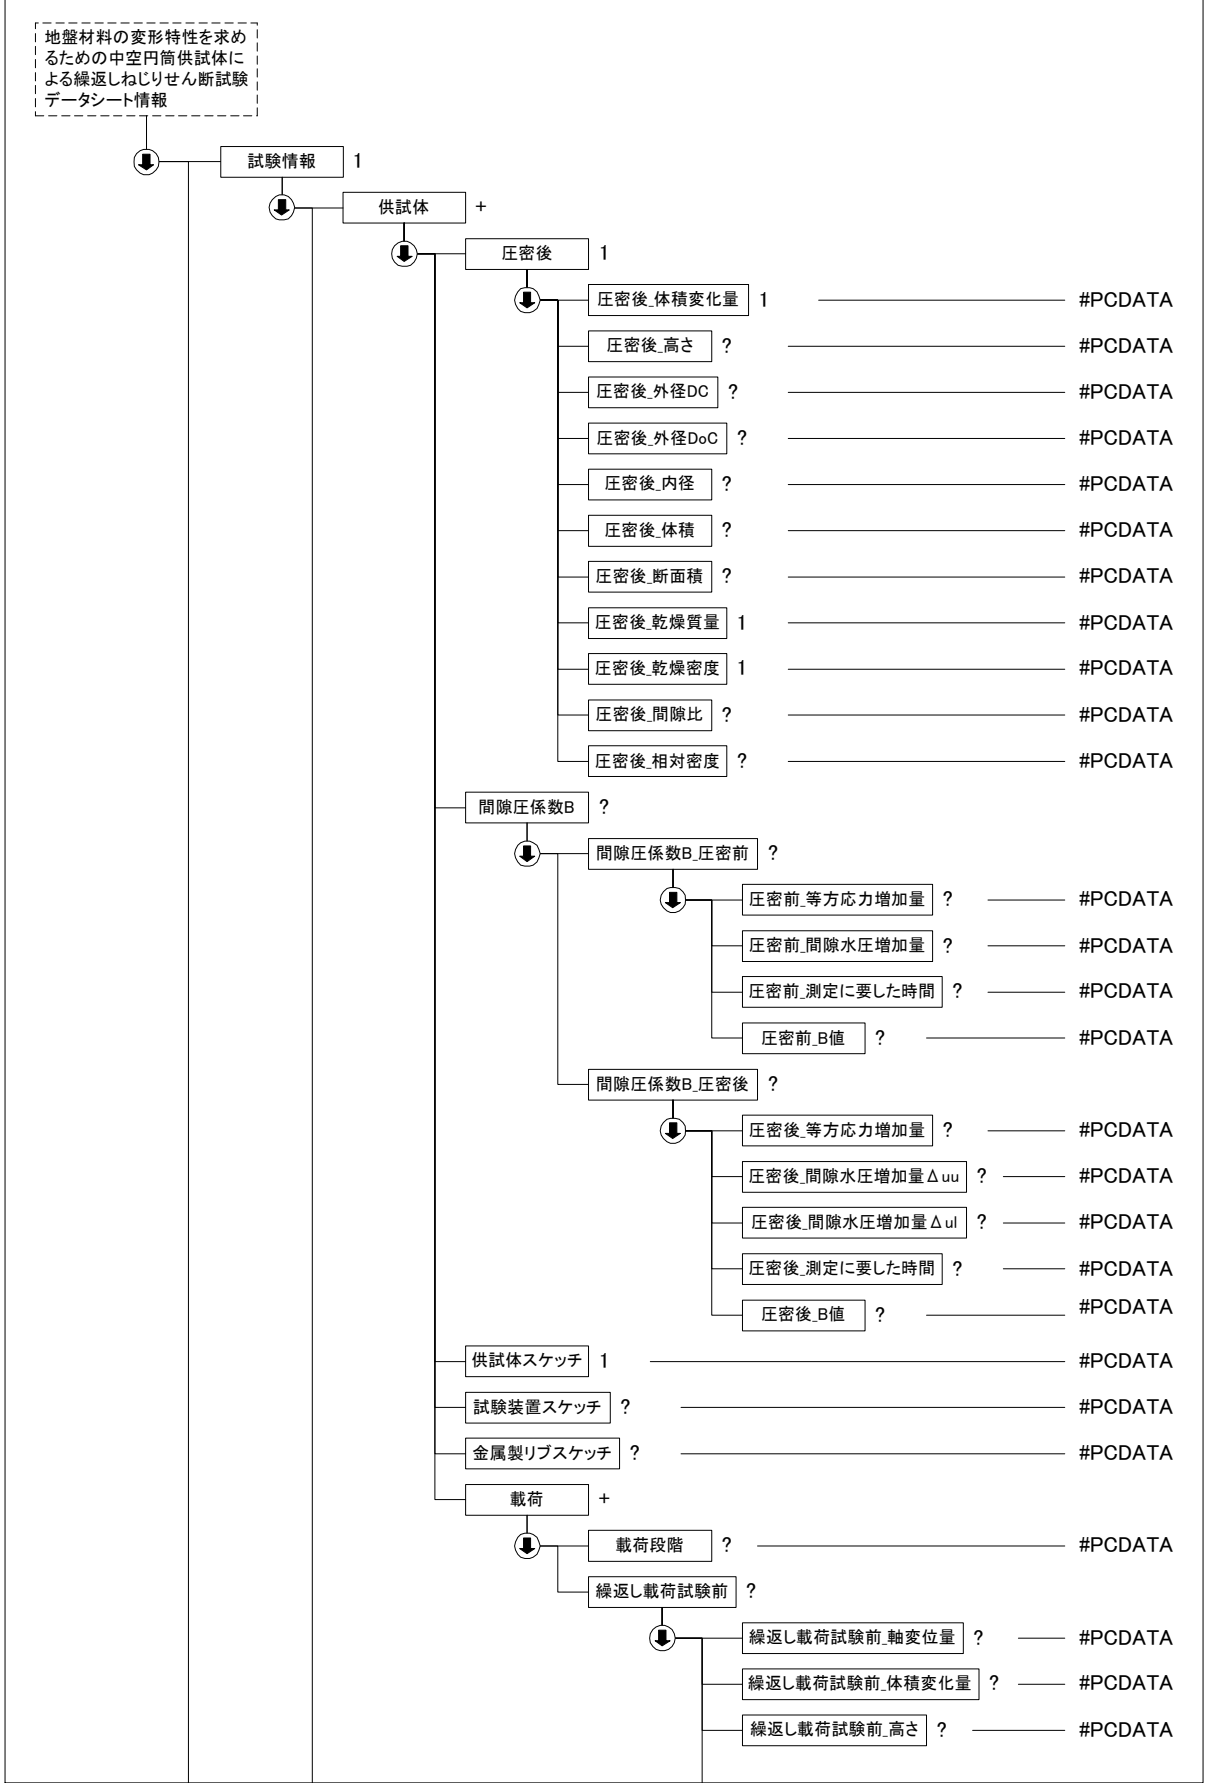 地盤材料の変形特性を求め
るための中空円筒供試体に
よる繰返しねじりせん断試験
データシート情報
試験情報 1
供試体 +
圧密後 1
圧密後_体積変化量 1 #PCDATA
圧密後_高さ ? #PCDATA
圧密後_外径DC ? #PCDATA
圧密後_外径DoC ? #PCDATA
圧密後_内径 ? #PCDATA
圧密後_体積 ? #PCDATA
圧密後_断面積 ? #PCDATA
圧密後_乾燥質量 1 #PCDATA
圧密後_乾燥密度 1 #PCDATA
圧密後_間隙比 ? #PCDATA
圧密後_相対密度 ? #PCDATA
間隙圧係数B ?
間隙圧係数B_圧密前 ?
圧密前_等方応力増加量 ? #PCDATA
圧密前_間隙水圧増加量 ? #PCDATA
圧密前_測定に要した時間 ? #PCDATA
圧密前_B値 ? #PCDATA
間隙圧係数B_圧密後 ?
圧密後_等方応力増加量 ? #PCDATA
圧密後_間隙水圧増加量Δuu ? #PCDATA
圧密後_間隙水圧増加量Δul ? #PCDATA
圧密後_測定に要した時間 ? #PCDATA
圧密後_B値 ? #PCDATA
供試体スケッチ 1 #PCDATA
試験装置スケッチ ? #PCDATA
金属製リブスケッチ ? #PCDATA
載荷 +
載荷段階 ? #PCDATA
繰返し載荷試験前 ?
繰返し載荷試験前_軸変位量 ? #PCDATA
繰返し載荷試験前_体積変化量 ? #PCDATA
繰返し載荷試験前_高さ ? #PCDATA